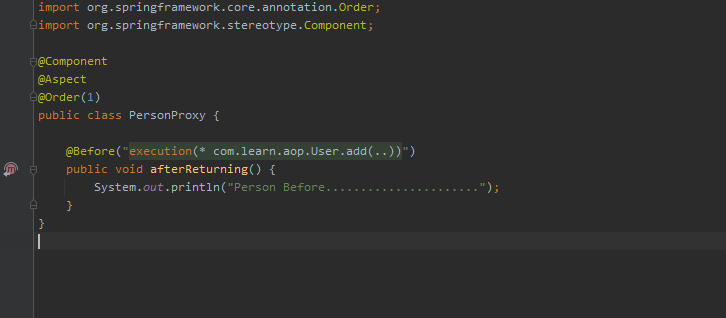 import org.springframework.core.annotation.Order;
import org.springframework.stereotype.Component;
@Component
@Aspect
@Order(1)
public class PersonProxy {
@Before("execution(* com.learn.aop.User.add(..))")
public void afterReturning() {
System.out.println("Person Before......................");
}
}